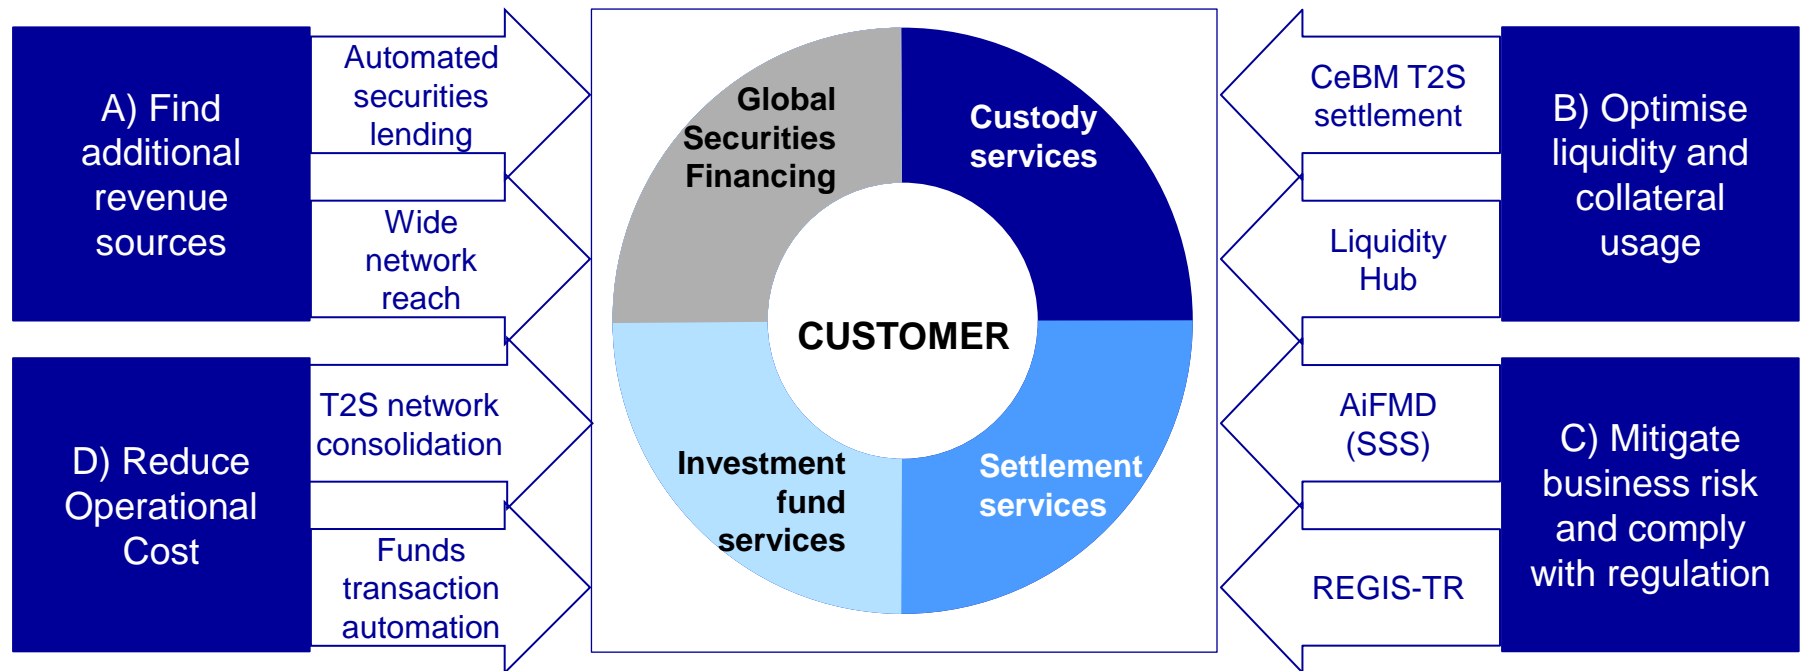 A) Find
additional
revenue
sources
Automated
securities
lending
Wide
network
reach
D) Reduce
Operational
Cost
T2S network
consolidation
Funds
transaction
automation
Global
Securities
Financing
Custody
services
CUSTOMER
Investment
fund
services
Settlement
services
CeBM T2S
settlement
Liquidity
Hub
B) Optimise
liquidity and
collateral
usage
AiFMD
(SSS)
REGIS-TR
C) Mitigate
business risk
and comply
with regulation